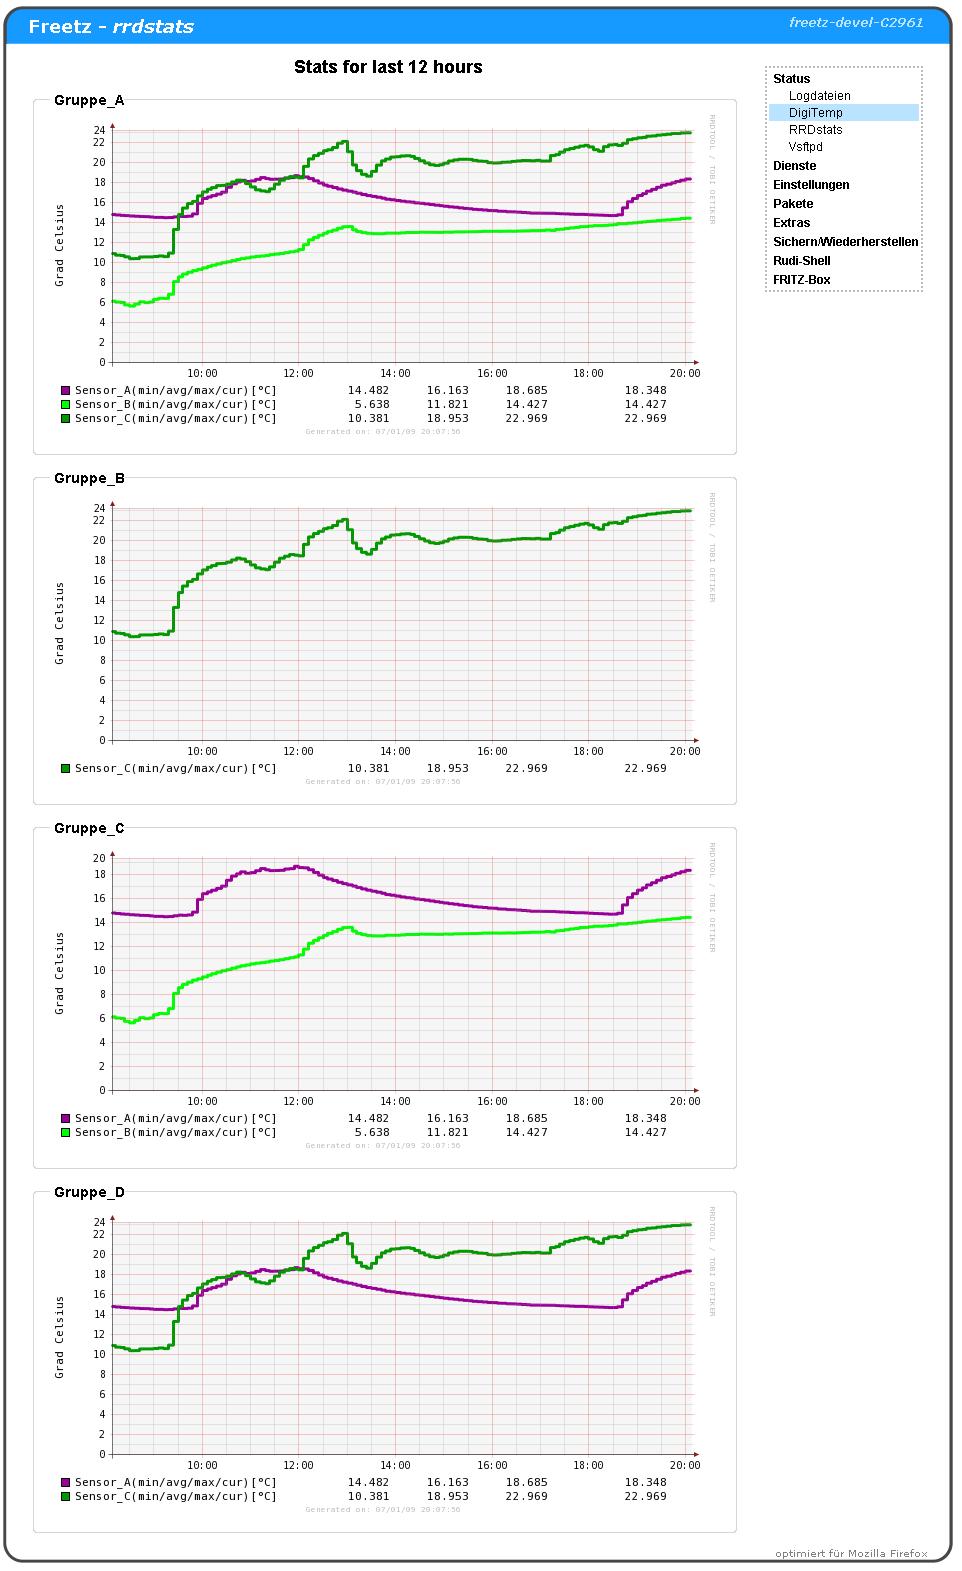 Freetz - rrdstats
freetz-devel-C2961
Stats for last 12 hours
Status
Logdateien
DigiTemp
RRDstats
Vsftpd
Dienste
Einstellungen
Pakete
Extras
Sichern/Wiederherstellen
Rudi-Shell
FRITZ-Box
Gruppe_A
RRDTOOL / TOBI OETIKER
Grad Celsius
24
22
20
18
16
14
12
10
8
6
4
2
0
10:00 12:00 14:00 16:00 18:00 20:00
Sensor_A(min/avg/max/cur)[°C] 14.482 16.163 18.685 18.348
Sensor_B(min/avg/max/cur)[°C] 5.638 11.821 14.427 14.427
Sensor_C(min/avg/max/cur)[°C] 10.381 18.953 22.969 22.969
Generated on: 07/01/09 20:07:56
Gruppe_B
RRDTOOL / TOBI OETIKER
Grad Celsius
24
22
20
18
16
14
12
10
8
6
4
2
0
10:00 12:00 14:00 16:00 18:00 20:00
Sensor_C(min/avg/max/cur)[°C] 10.381 18.953 22.969 22.969
Generated on: 07/01/09 20:07:56
Gruppe_C
RRDTOOL / TOBI OETIKER
Grad Celsius
20
18
16
14
12
10
8
6
4
2
0
10:00 12:00 14:00 16:00 18:00 20:00
Sensor_A(min/avg/max/cur)[°C] 14.482 16.163 18.685 18.348
Sensor_B(min/avg/max/cur)[°C] 5.638 11.821 14.427 14.427
Generated on: 07/01/09 20:07:56
Gruppe_D
RRDTOOL / TOBI OETIKER
Grad Celsius
24
22
20
18
16
14
12
10
8
6
4
2
0
10:00 12:00 14:00 16:00 18:00 20:00
Sensor_A(min/avg/max/cur)[°C] 14.482 16.163 18.685 18.348
Sensor_C(min/avg/max/cur)[°C] 10.381 18.953 22.969 22.969
Generated on: 07/01/09 20:07:56
optimiert für Mozilla Firefox